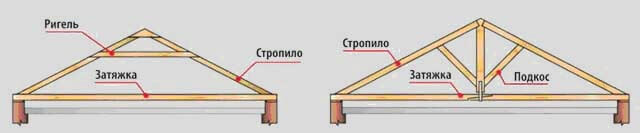 Ригель
Стропило
Затяжка
Стропило
Затяжка
Подкос